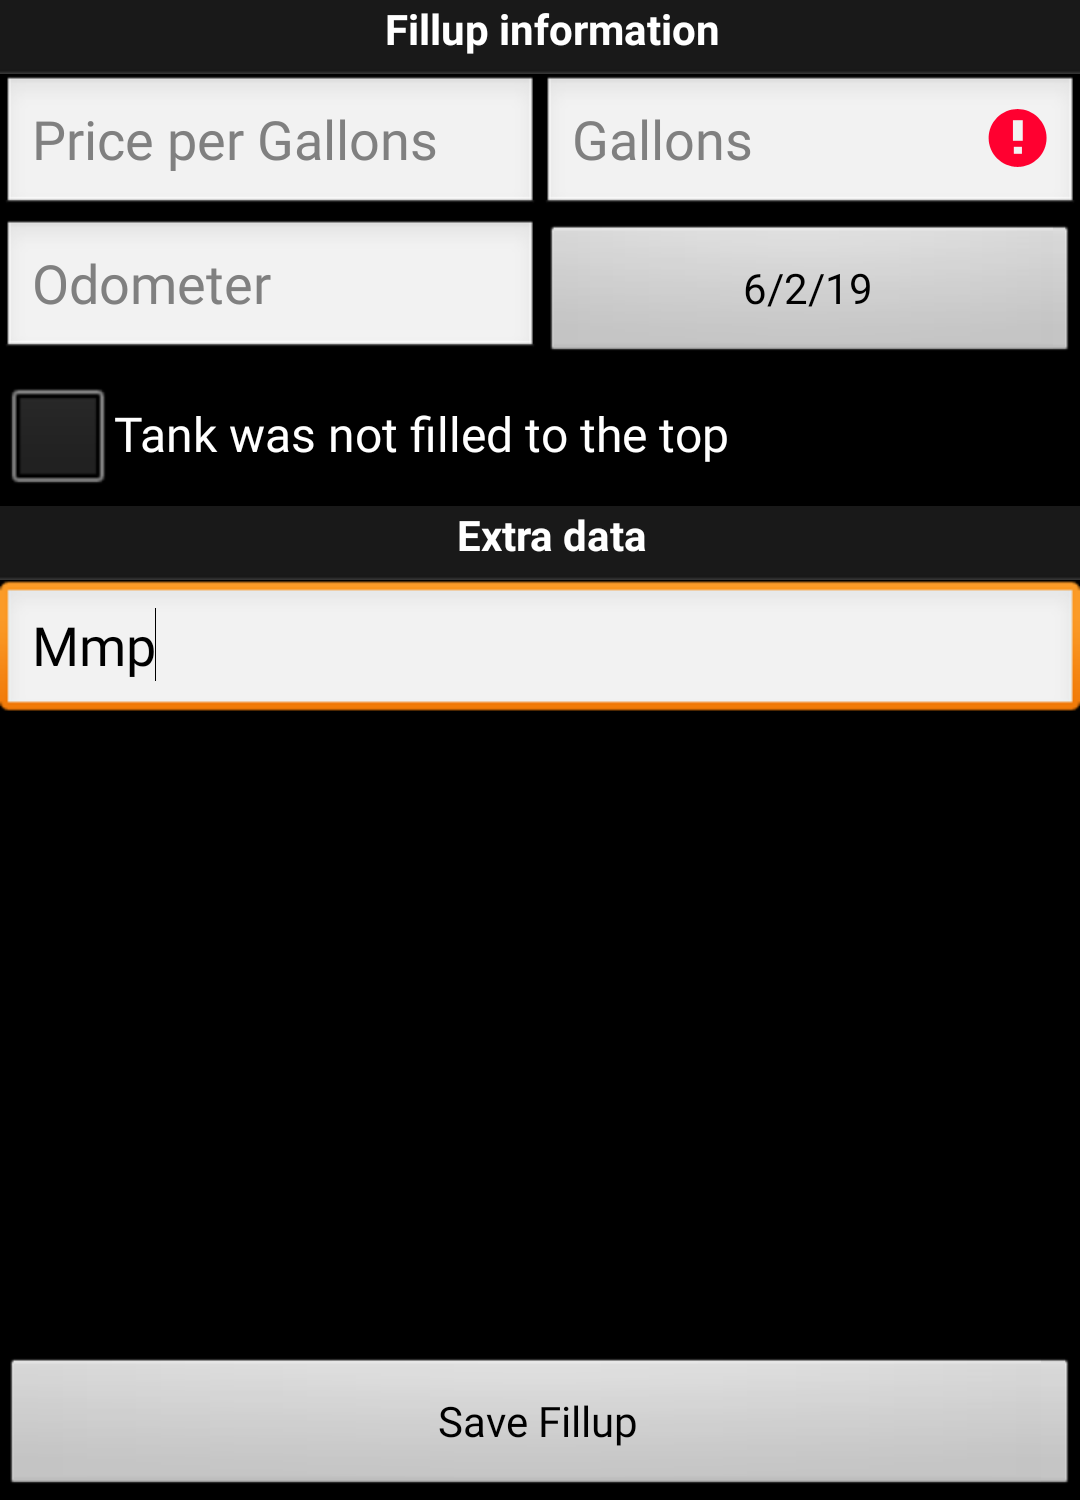 Fillup information
Price per Gallons
Gallons
Odometer
6/2/19
Tank was not filled to the top
Extra data
Mmp
Save Fillup